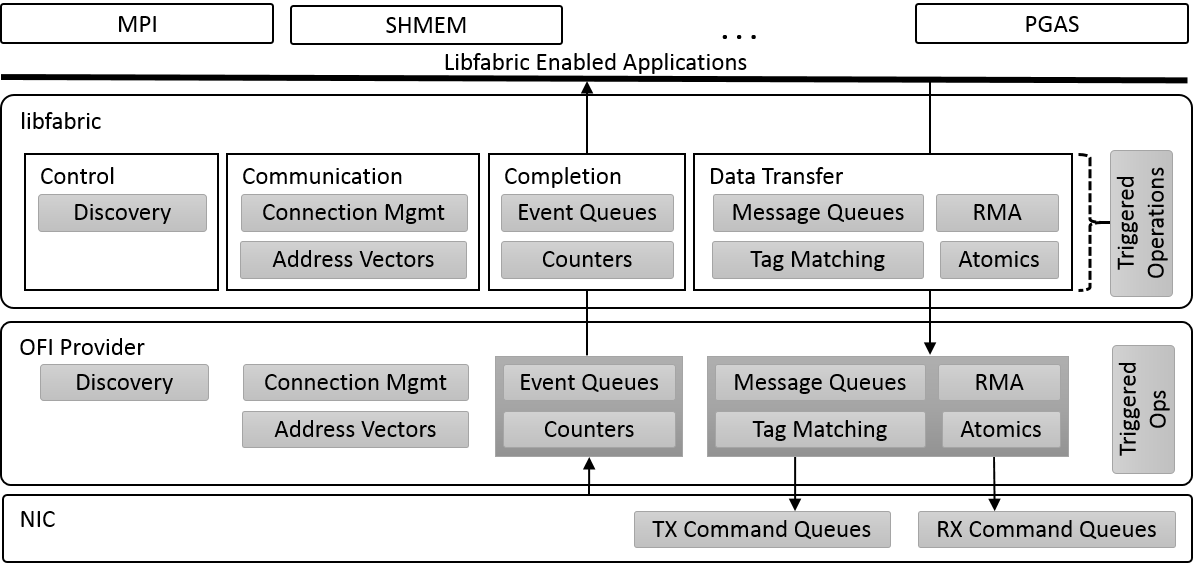 MPI
SHMEM
...
PGAS
Libfabric Enabled Applications
libfabric
Control
Discovery
Communication
Connection Mgmt
Address Vectors
Completion
Event Queues
Counters
Data Transfer
Message Queues
RMA
Tag Matching
Atomics
Triggered
Operations
OFI Provider
Discovery
Connection Mgmt
Address Vectors
Event Queues
Counters
Message Queues
RMA
Tag Matching
Atomics
Triggered
Ops
NIC
TX Command Queues
RX Command Queues